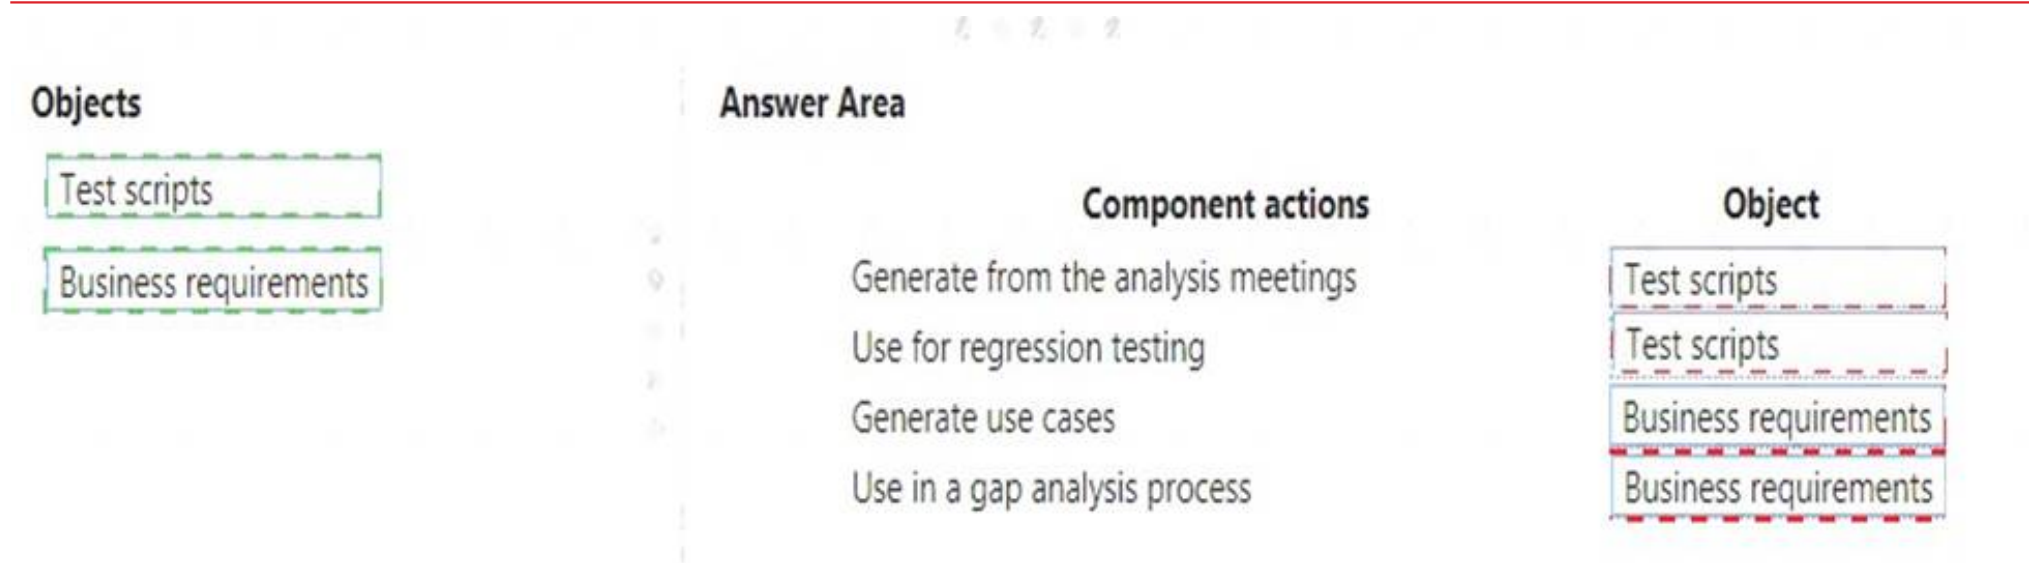 Objects
Test scripts
Business requirements
Answer Area
Component actions Object
Generate from the analysis meetings Test scripts
Use for regression testing Test scripts
Generate use cases Business requirements
Use in a gap analysis process Business requirements